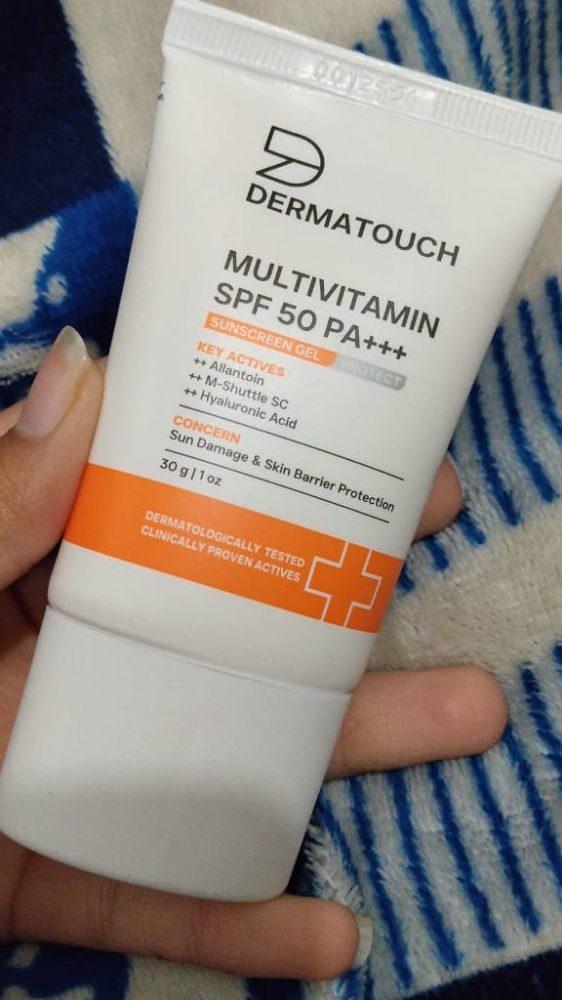 DERMATOUCH
MULTIVITAMIN
SPF 50 PA+++
SUNSCREEN GEL PROTECT
KEY ACTIVES
++ Allantoin
++ M-Shuttle SC
++ Hyaluronic Acid
CONCERN
Sun Damage & Skin Barrier Protection
30 g | 1 oz
DERMATOLOGICALLY TESTED
CLINICALLY PROVEN ACTIVES